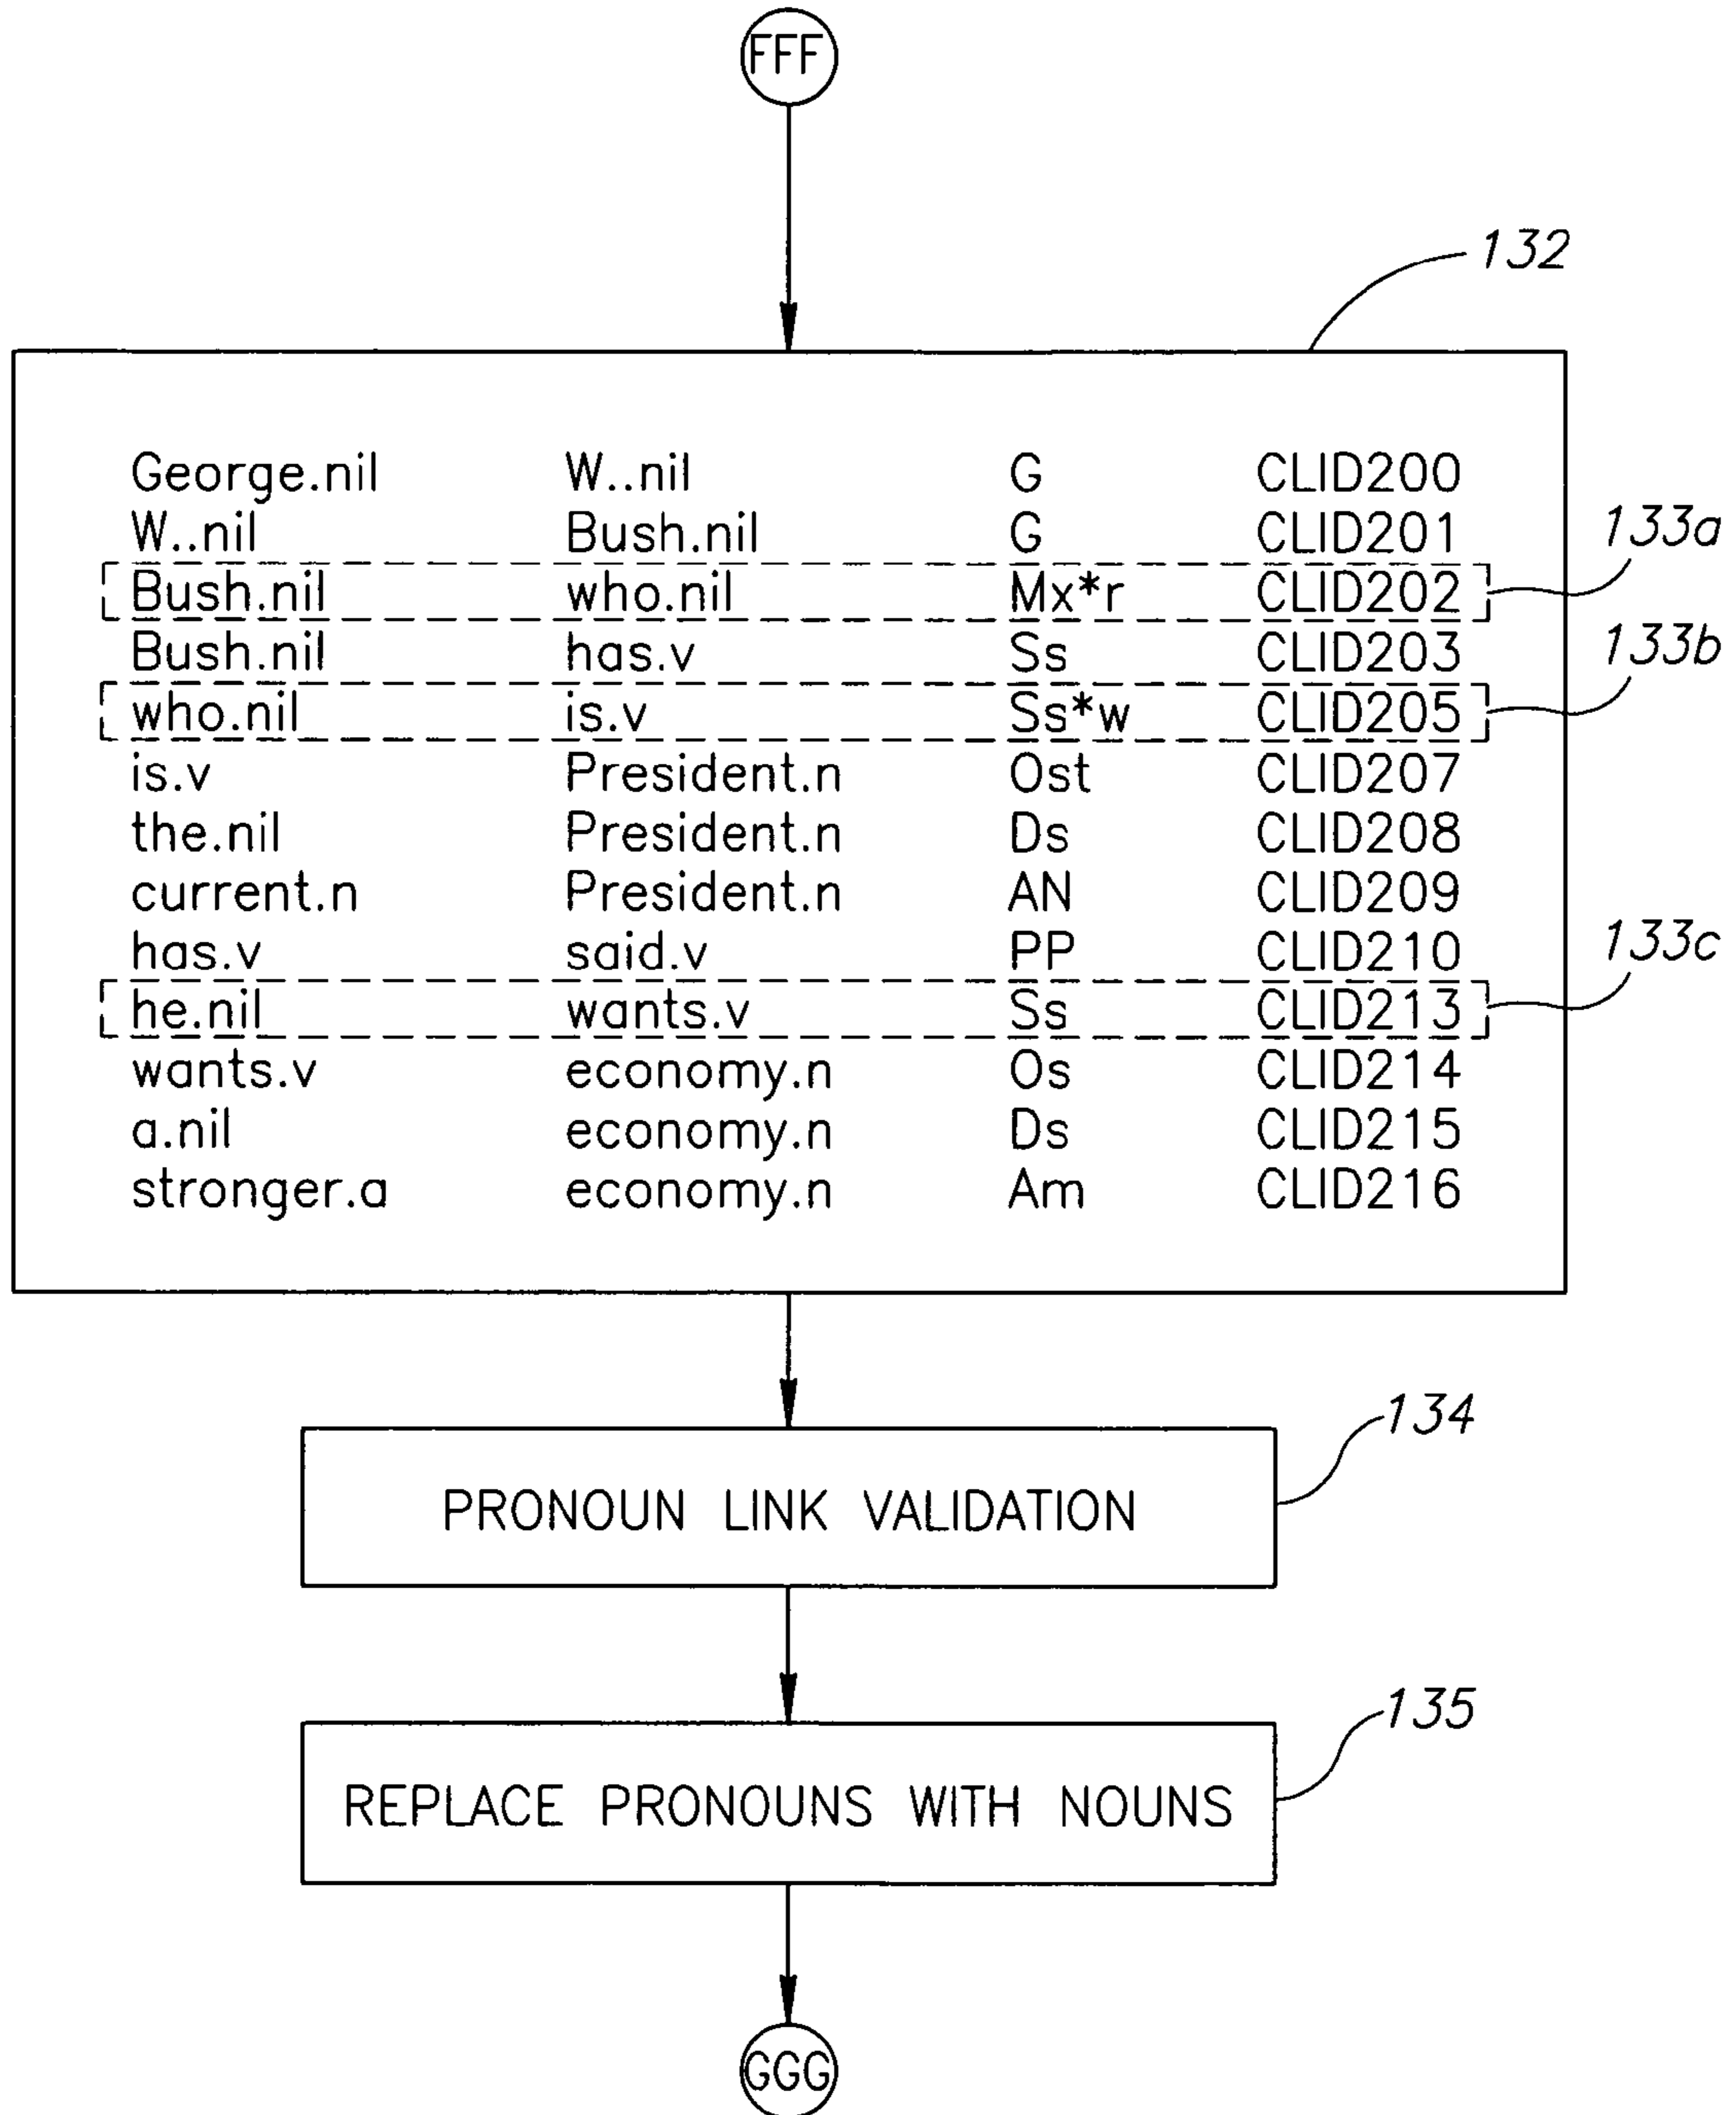 FFF
132
George.nil W..nil G CLID200
W..nil Bush.nil G CLID201
133a
Bush.nil who.nil Mx*r CLID202
Bush.nil has.v Ss CLID203
133b
who.nil is.v Ss*w CLID205
is.v President.n Ost CLID207
the.nil President.n Ds CLID208
current.n President.n AN CLID209
has.v said.v PP CLID210
133c
he.nil wants.v Ss CLID213
wants.v economy.n Os CLID214
a.nil economy.n Ds CLID215
stronger.a economy.n Am CLID216
134
PRONOUN LINK VALIDATION
135
REPLACE PRONOUNS WITH NOUNS
GGG